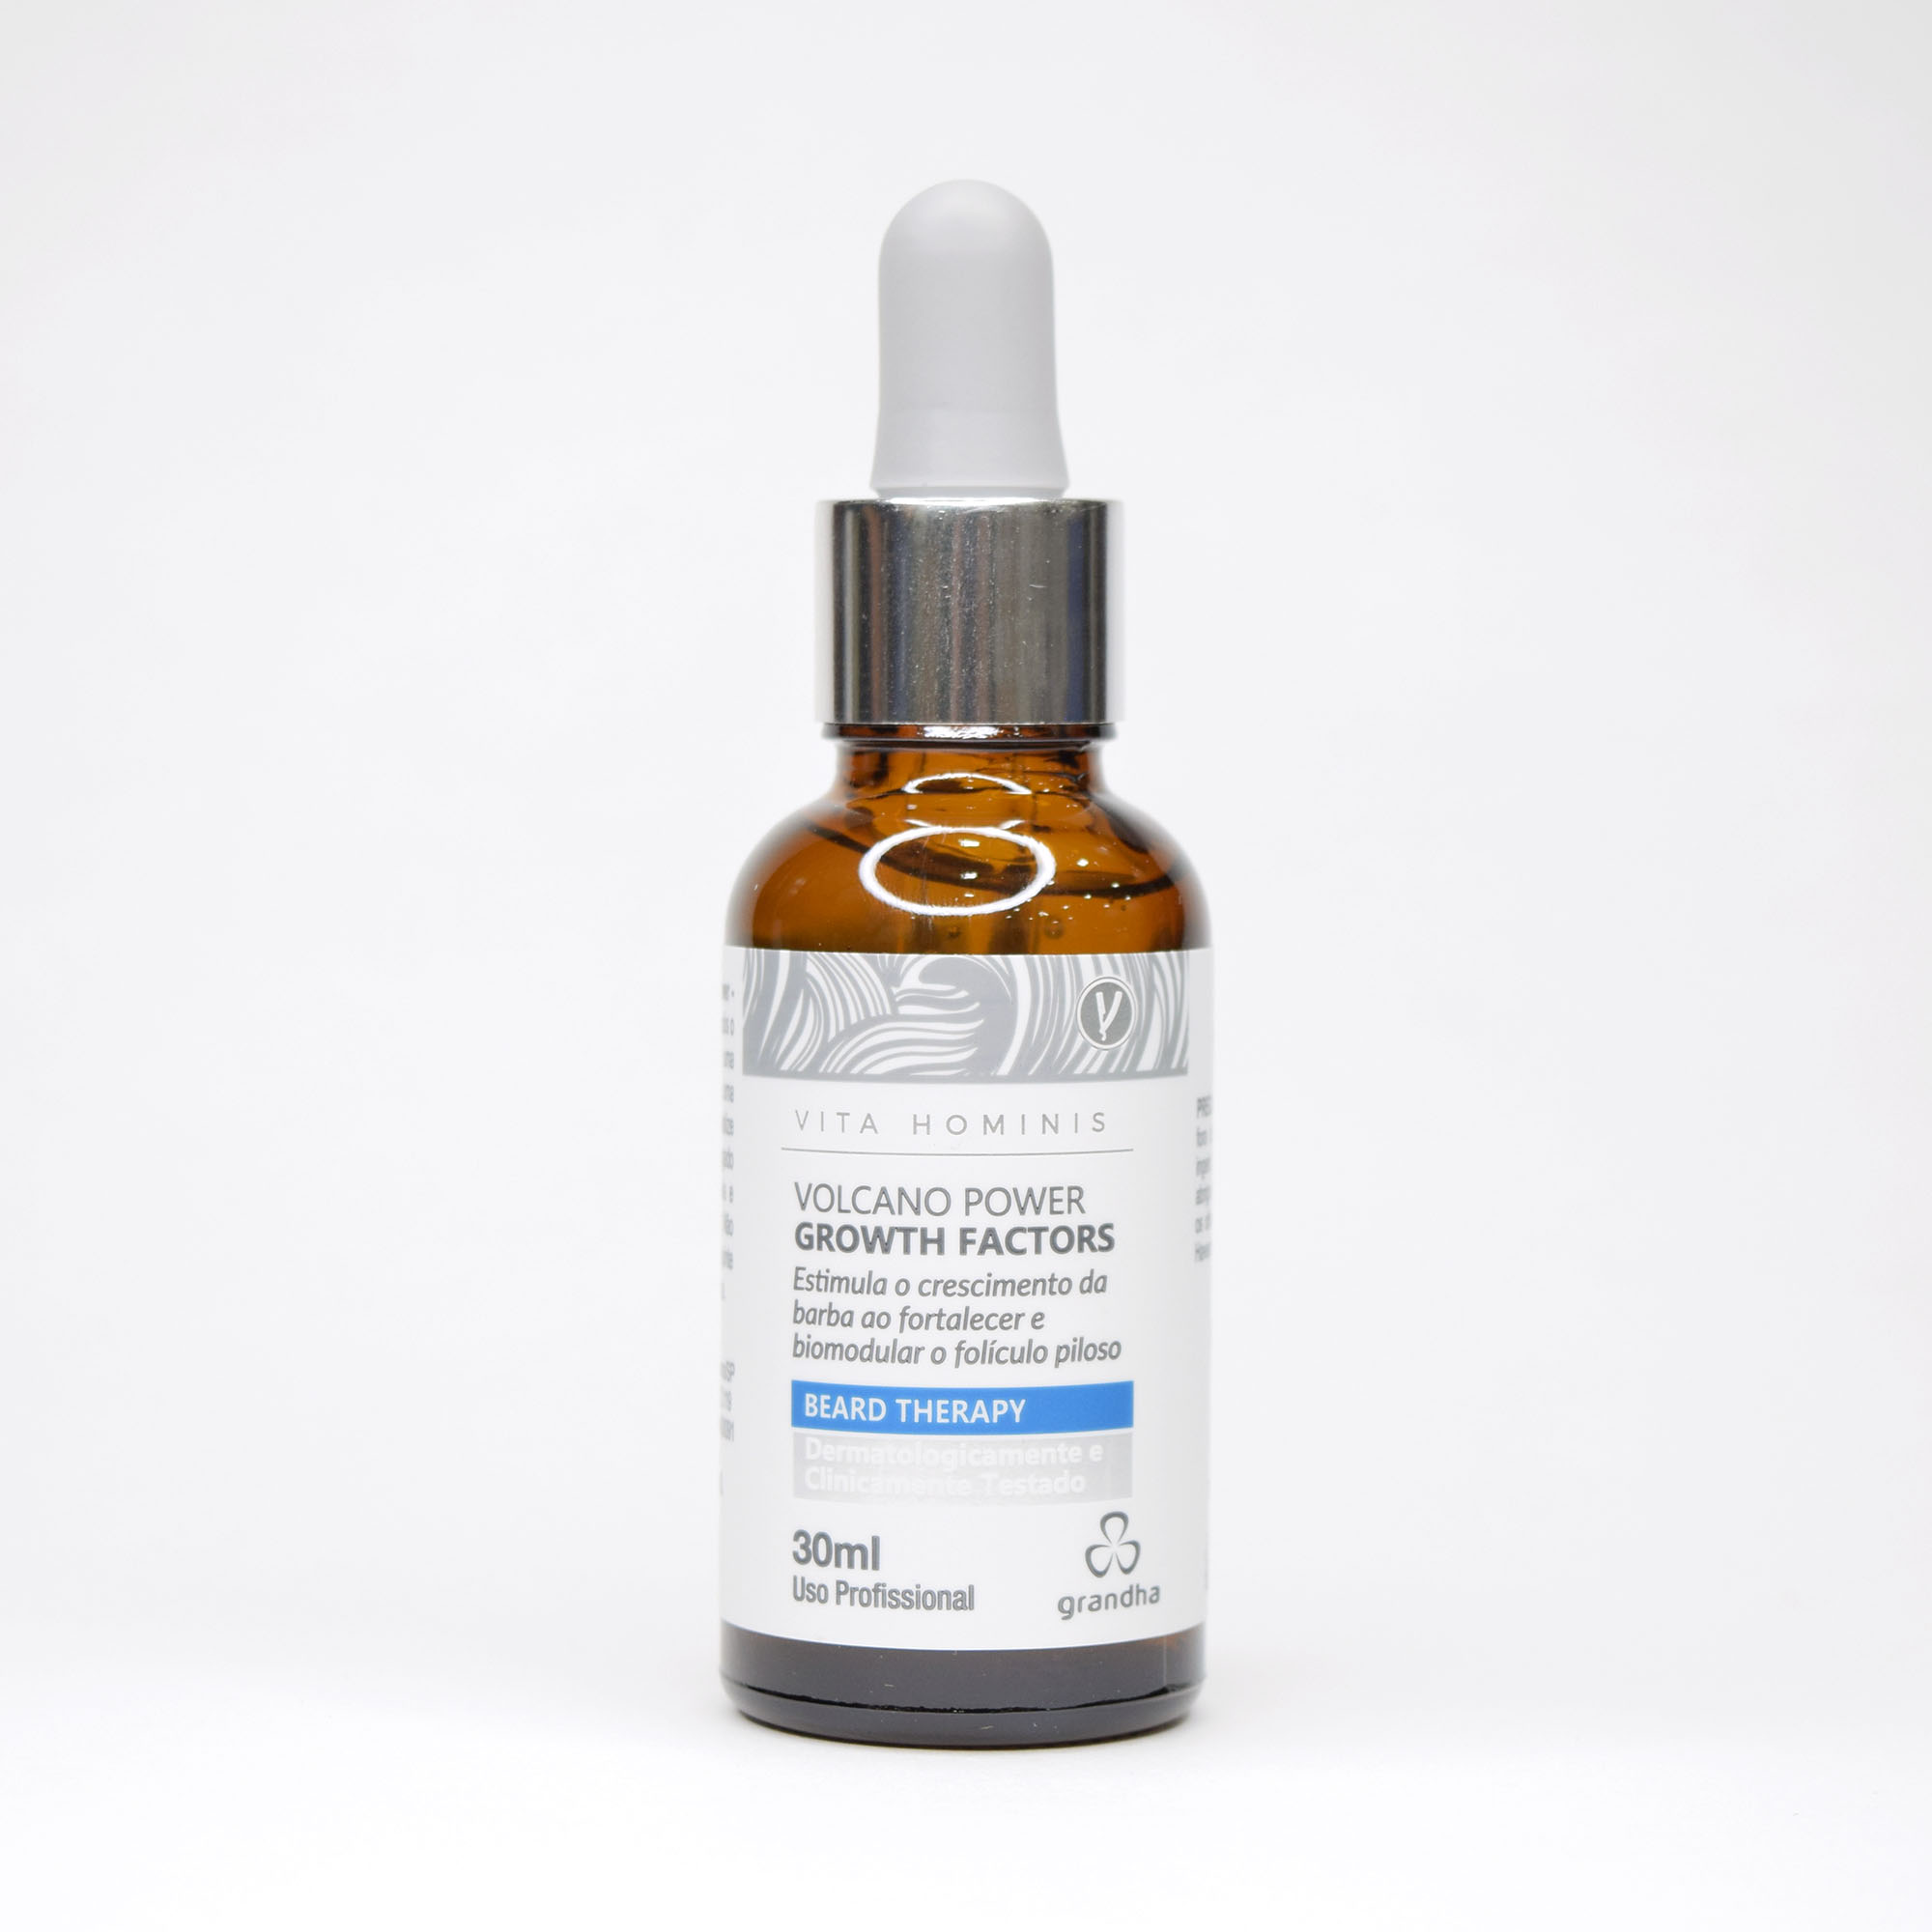 VITA HOMINIS
VOLCANO POWER
GROWTH FACTORS
Estimula o crescimento da
barba ao fortalecer e
biomodular o folículo piloso
BEARD THERAPY
Dermatologicamente e
Clinicamente Testado
30ml
Uso Profissional
grandha